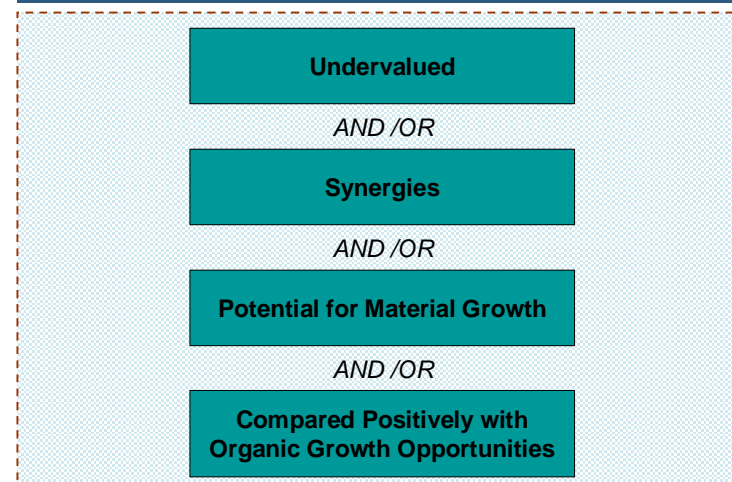 Undervalued
AND /OR
Synergies
AND /OR
Potential for Material Growth
AND /OR
Compared Positively with
Organic Growth Opportunities